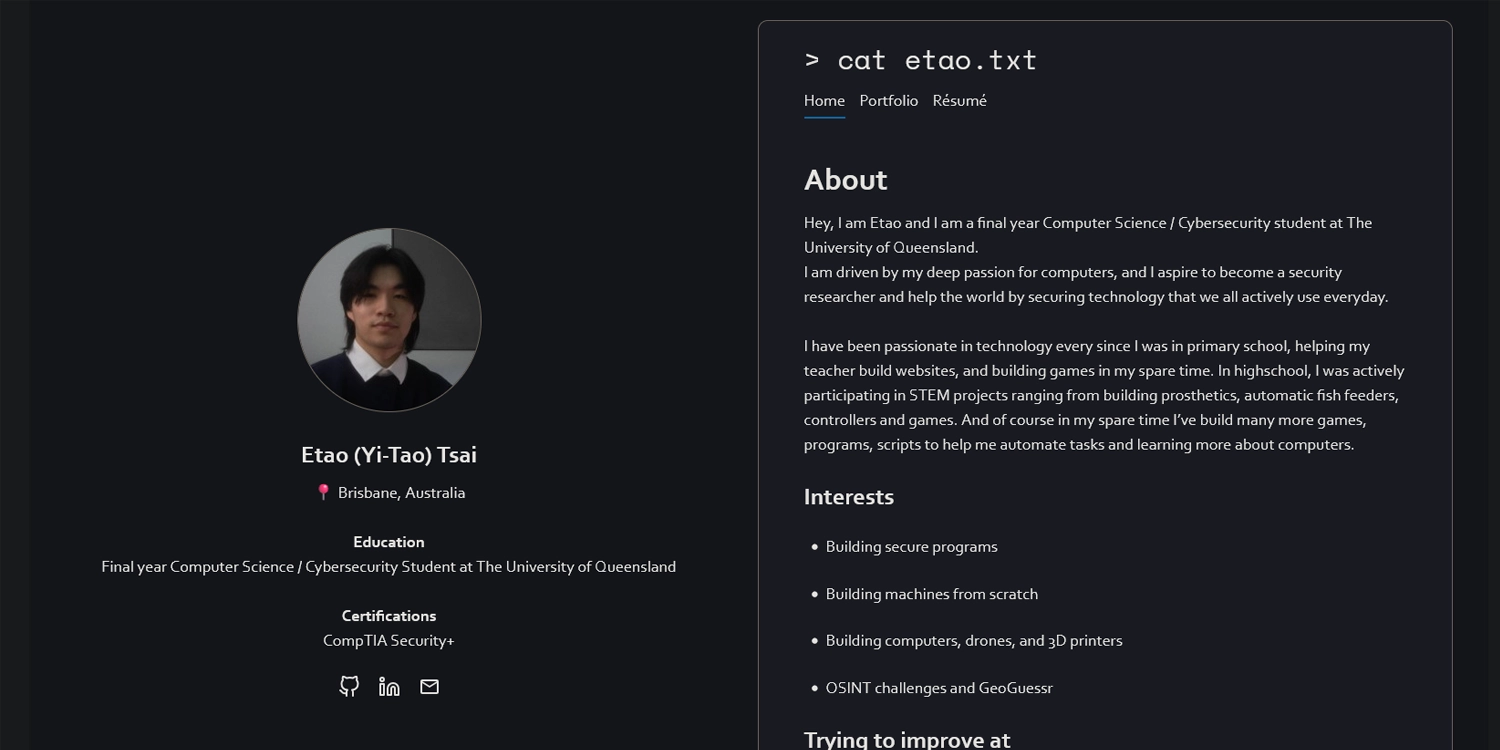 Etao (Yi-Tao) Tsai
📍 Brisbane, Australia
Education
Final year Computer Science / Cybersecurity Student at The University of Queensland
Certifications
CompTIA Security+
> cat etao.txt
Home Portfolio Résumé
About
Hey, I am Etao and I am a final year Computer Science / Cybersecurity student at The
University of Queensland.
I am driven by my deep passion for computers, and I aspire to become a security
researcher and help the world by securing technology that we all actively use everyday.
I have been passionate in technology every since I was in primary school, helping my
teacher build websites, and building games in my spare time. In highschool, I was actively
participating in STEM projects ranging from building prosthetics, automatic fish feeders,
controllers and games. And of course in my spare time I’ve build many more games,
programs, scripts to help me automate tasks and learning more about computers.
Interests
• Building secure programs
• Building machines from scratch
• Building computers, drones, and 3D printers
• OSINT challenges and GeoGuessr
Trying to improve at